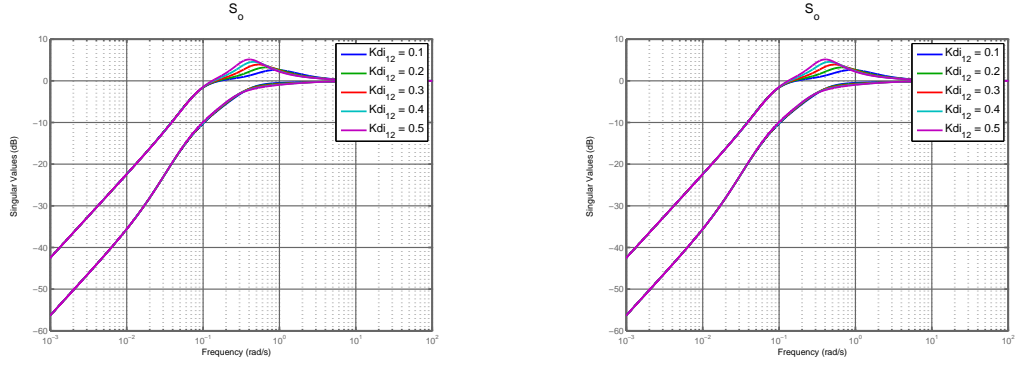 S_o
10
0
−10
−20
−30
−40
−50
−60
10^−3
10^−2
10^−1
10^0
10^1
10^2
Singular Values (dB)
Frequency (rad/s)
Kdi_12 = 0.1
Kdi_12 = 0.2
Kdi_12 = 0.3
Kdi_12 = 0.4
Kdi_12 = 0.5
S_o
10
0
−10
−20
−30
−40
−50
−60
10^−3
10^−2
10^−1
10^0
10^1
10^2
Singular Values (dB)
Frequency (rad/s)
Kdi_12 = 0.1
Kdi_12 = 0.2
Kdi_12 = 0.3
Kdi_12 = 0.4
Kdi_12 = 0.5